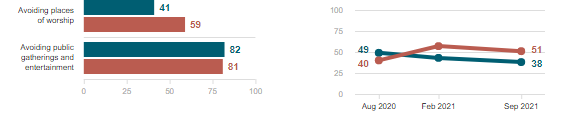 Avoiding places
of worship
41
59
Avoiding public
gatherings and
entertainment
82
81
0 25 50 75 100
100
75
50
25
0
49
40
51
38
Aug 2020 Feb 2021 Sep 2021